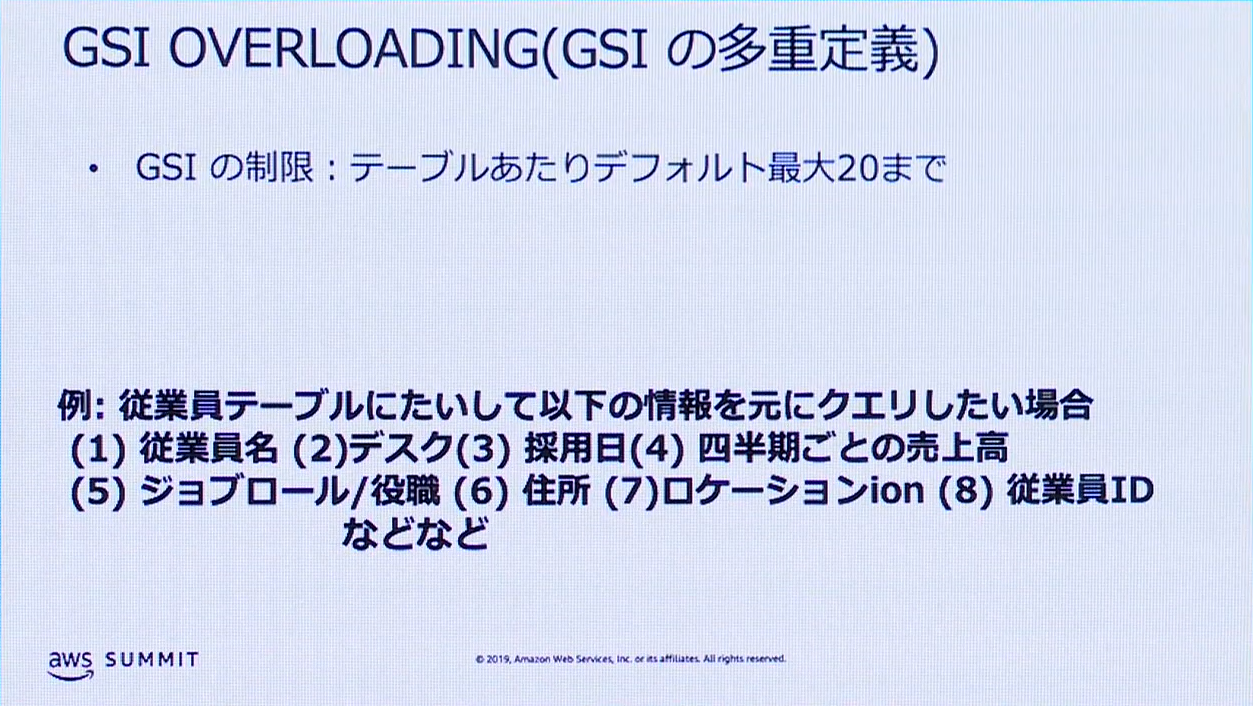 GSI OVERLOADING(GSI の多重定義)
• GSI の制限：テーブルあたりデフォルト最大20まで
例: 従業員テーブルにたいして以下の情報を元にクエリしたい場合
(1) 従業員名 (2)デスク(3) 採用日(4) 四半期ごとの売上高
(5) ジョブロール/役職 (6) 住所 (7)ロケーションion (8) 従業員ID
などなど
aws SUMMIT
© 2019, Amazon Web Services, Inc. or its affiliates. All rights reserved.